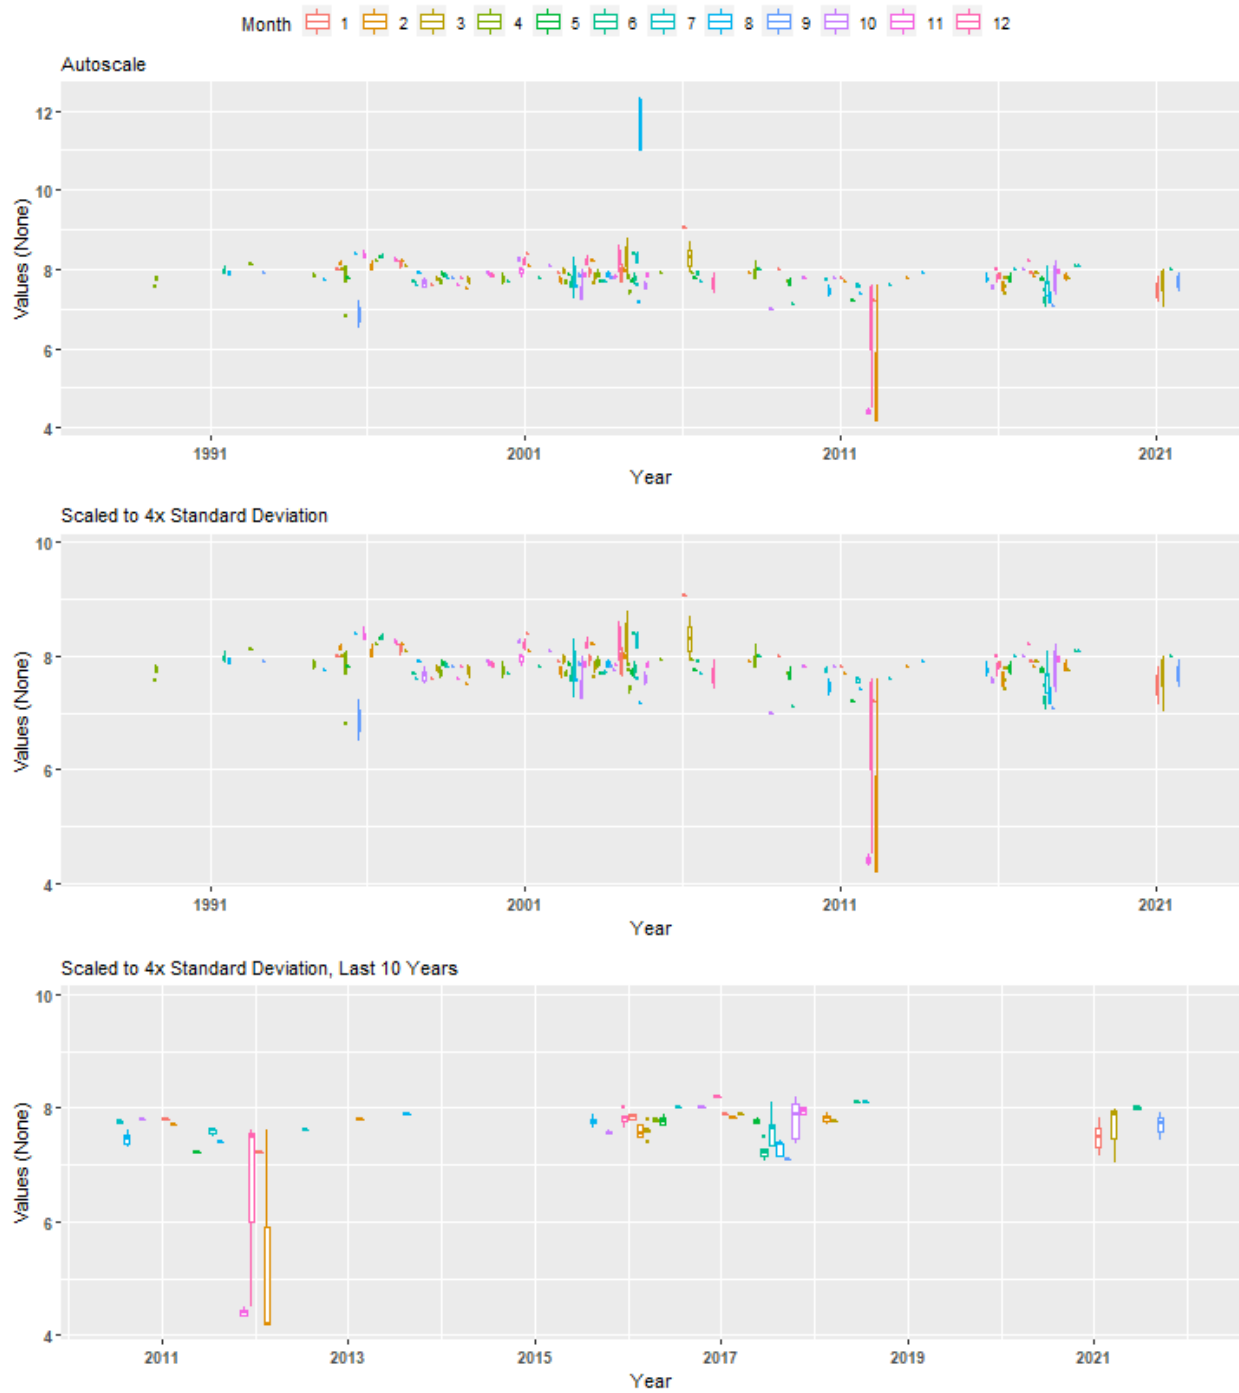 Month 1 2 3 4 5 6 7 8 9 10 11 12
Autoscale
Values (None)
12
10
8
6
4
1991 2001 2011 2021
Year
Scaled to 4x Standard Deviation
Values (None)
10
8
6
4
1991 2001 2011 2021
Year
Scaled to 4x Standard Deviation, Last 10 Years
Values (None)
10
8
6
4
2011 2013 2015 2017 2019 2021
Year